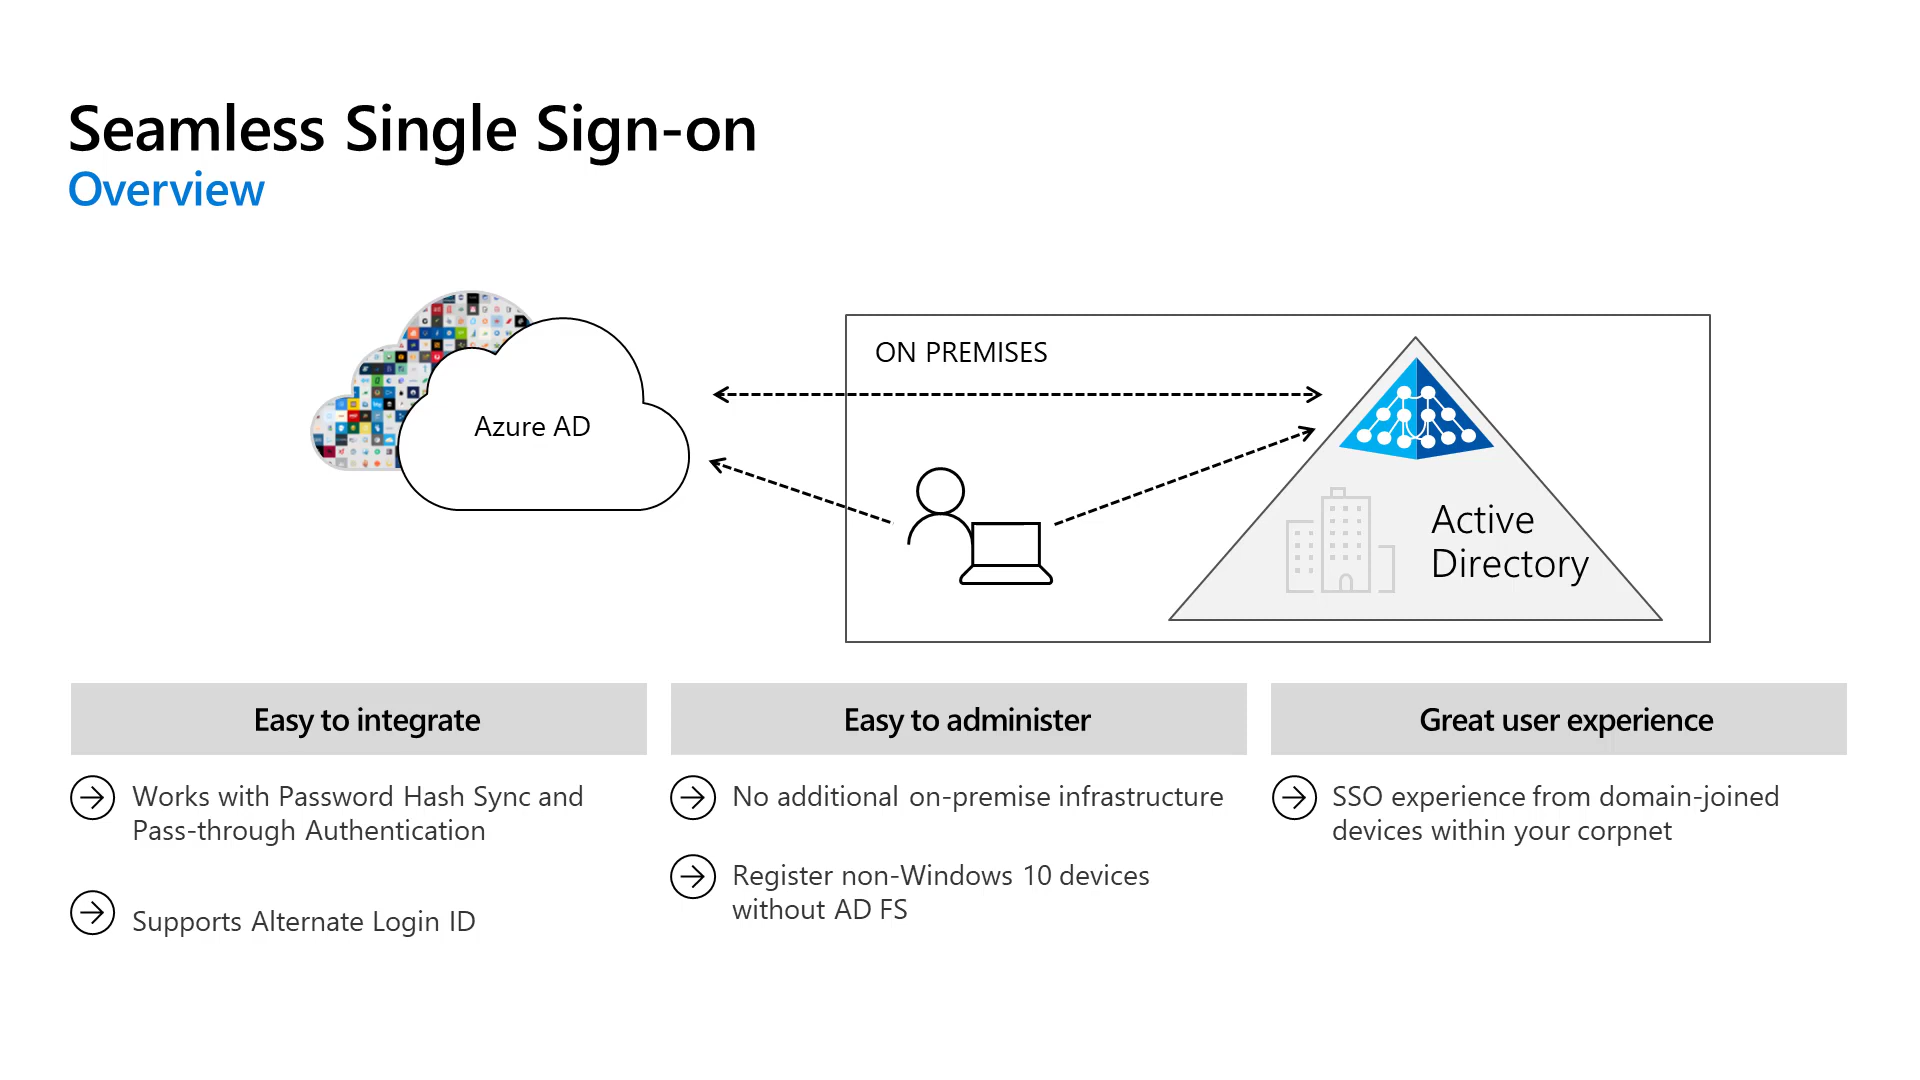 Seamless Single Sign-on
Overview
Azure AD
ON PREMISES
Active
Directory
Easy to integrate
Works with Password Hash Sync and
Pass-through Authentication
Supports Alternate Login ID
Easy to administer
No additional on-premise infrastructure
Register non-Windows 10 devices
without AD FS
Great user experience
SSO experience from domain-joined
devices within your corpnet